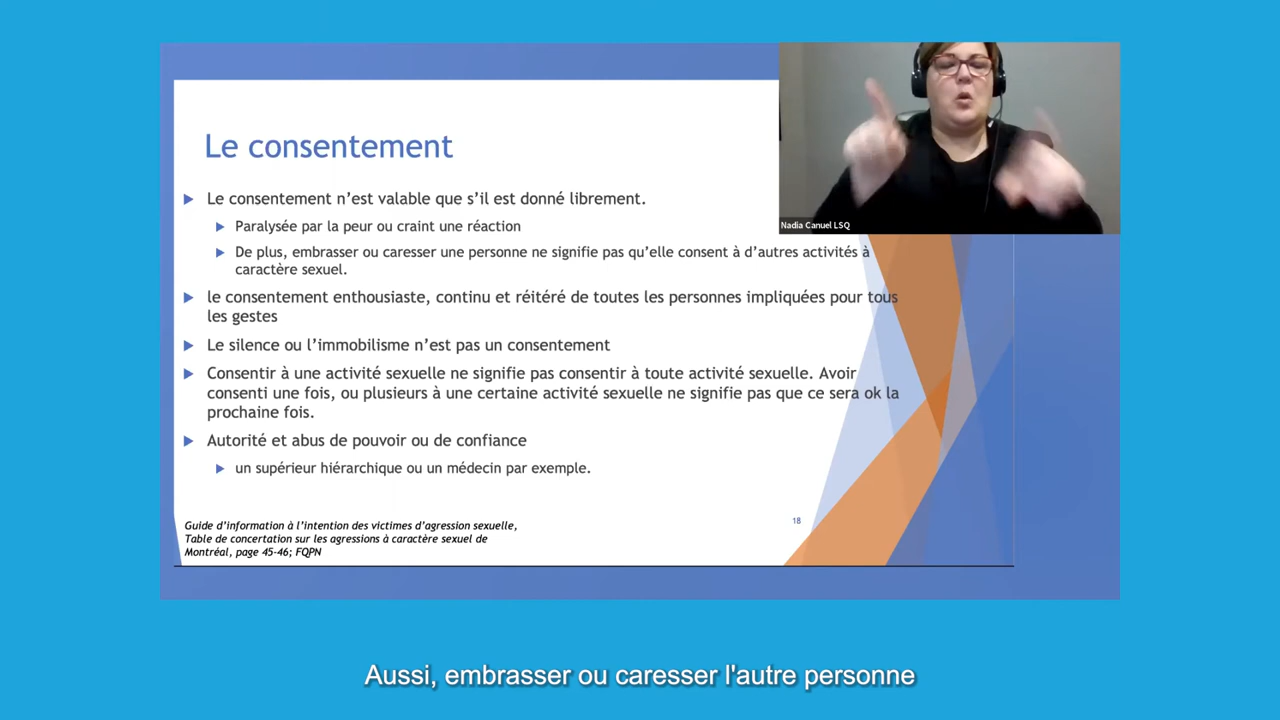 Le consentement
Le consentement n’est valable que s’il est donné librement.
Paralysée par la peur ou craint une réaction
De plus, embrasser ou caresser une personne ne signifie pas qu’elle consent à d’autres activités à
caractère sexuel.
le consentement enthousiaste, continu et réitéré de toutes les personnes impliquées pour tous
les gestes
Le silence ou l’immobilisme n’est pas un consentement
Consentir à une activité sexuelle ne signifie pas consentir à toute activité sexuelle. Avoir
consenti une fois, ou plusieurs à une certaine activité sexuelle ne signifie pas que ce sera ok la
prochaine fois.
Autorité et abus de pouvoir ou de confiance
un supérieur hiérarchique ou un médecin par exemple.
Guide d’information à l’intention des victimes d’agression sexuelle,
Table de concertation sur les agressions à caractère sexuel de
Montréal, page 45-46; FQPN
18
Nadia Canuel LSQ
Aussi, embrasser ou caresser l'autre personne